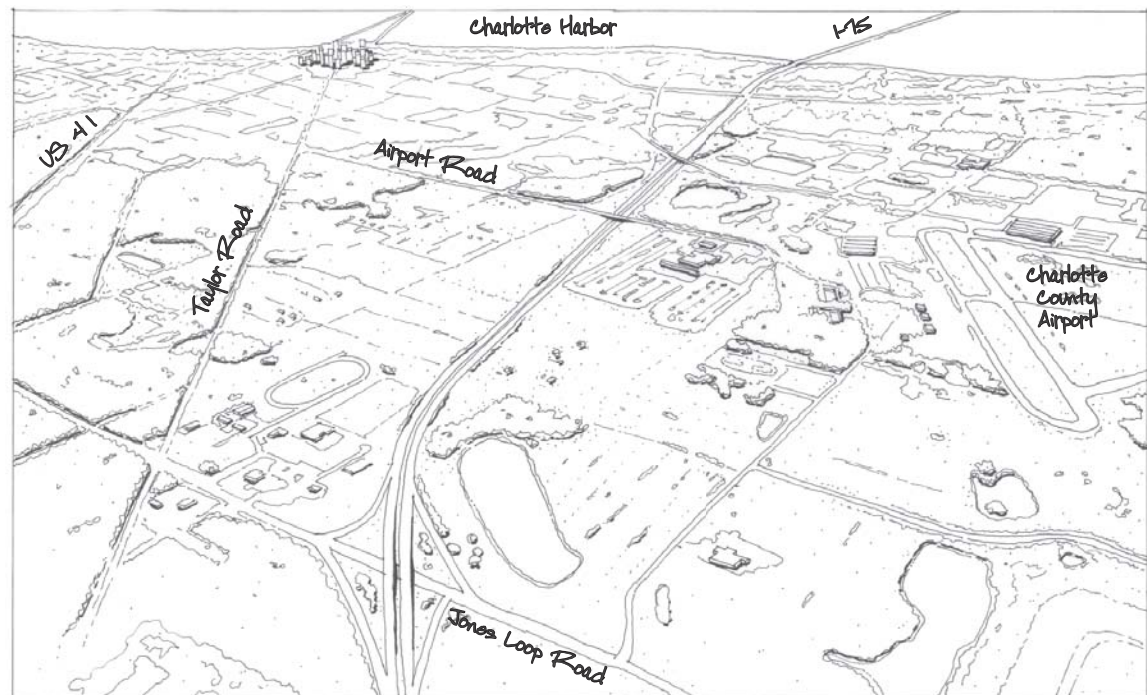 Charlotte Harbor
I-75
US 41
Airport Road
Taylor Road
Charlotte
County
Airport
Jones Loop Road